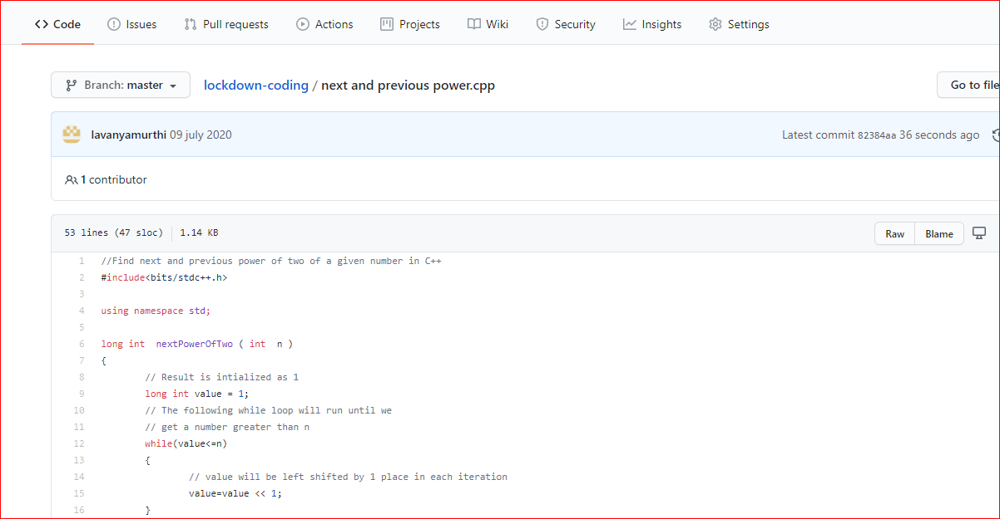 Code Issues Pull requests Actions Projects Wiki Security Insights Settings
Branch: master lockdown-coding / next and previous power.cpp Go to file
lavanyamurthi 09 july 2020 Latest commit 82384aa 36 seconds ago
1 contributor
53 lines (47 sloc) 1.14 KB Raw Blame
1 //Find next and previous power of two of a given number in C++
2 #include<bits/stdc++.h>
3
4 using namespace std;
5
6 long int  nextPowerOfTwo ( int  n )
7 {
8 // Result is intialized as 1
9 long int value = 1;
10 // The following while loop will run until we
11 // get a number greater than n
12 while(value<=n)
13 {
14 // value will be left shifted by 1 place in each iteration
15 value=value << 1;
16 }